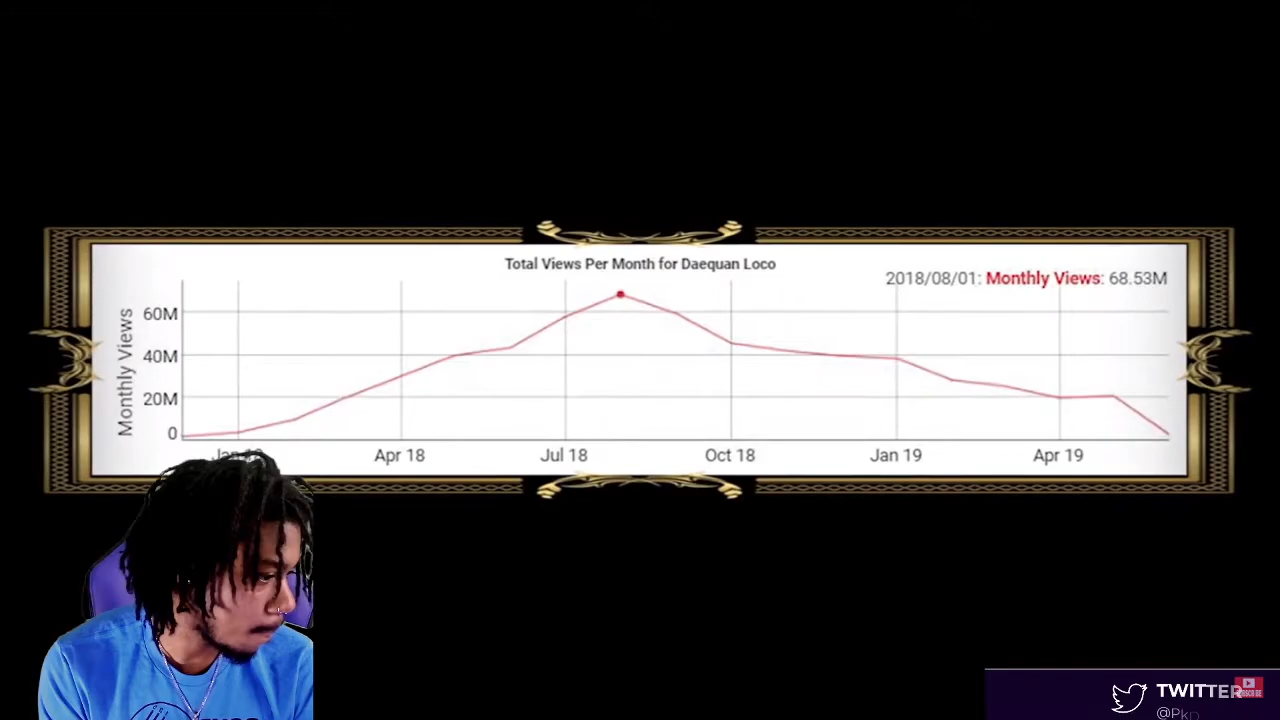 Total Views Per Month for Daequan Loco
2018/08/01: Monthly Views: 68.53M
Monthly Views
60M
40M
20M
0
Apr 18
Jul 18
Oct 18
Jan 19
Apr 19
TWITTER
@Pkp